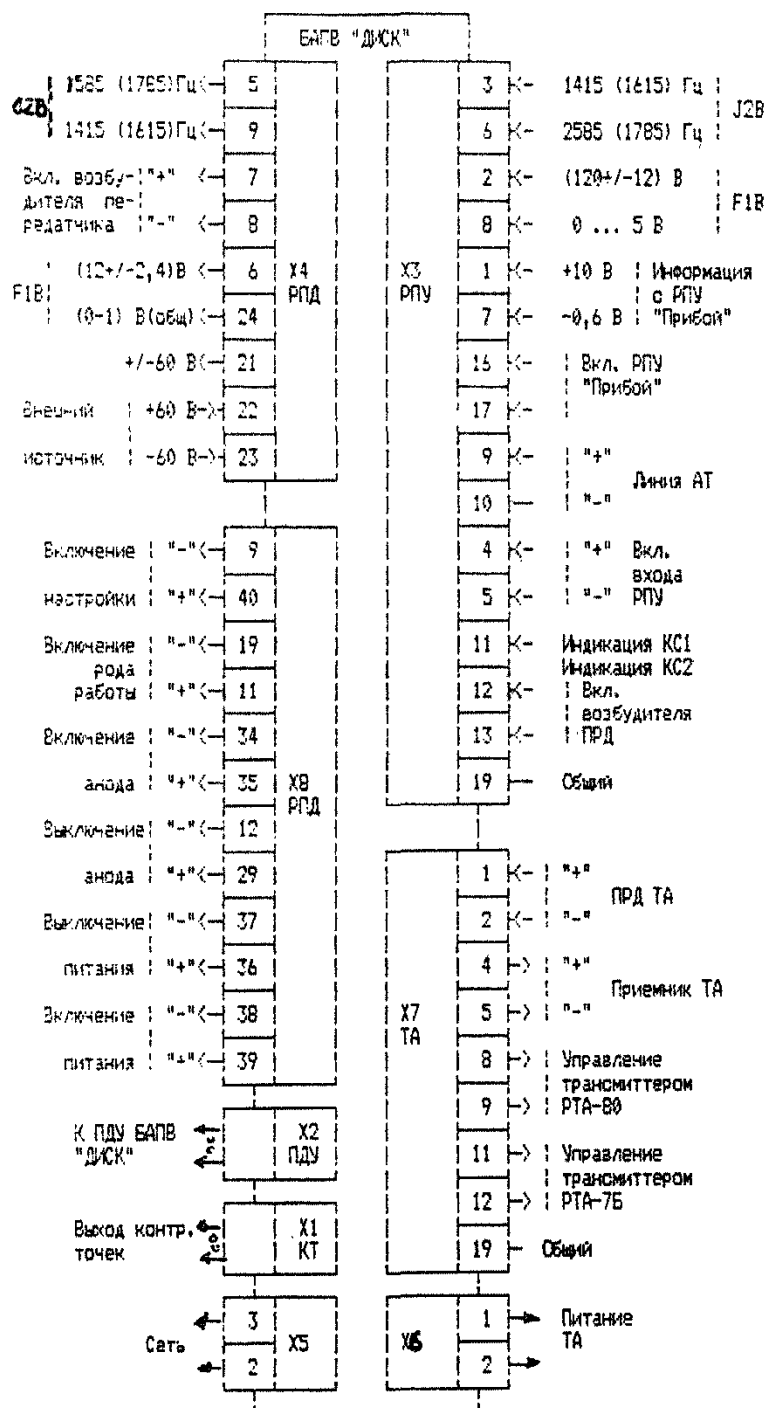 БАПВ "ДИСК"
J2B
1585 (1785)Гц 5
1415 (1615)Гц 9
Вкл. возбу- "+" 7
дителя пе-
редатчика "-" 8
F1B
(12+/-2,4)В 6
(0-1) В(общ) 24
+/-60 В 21
Внешний +60 В 22
источник -60 В 23
X4
РПД
Включение "-" 9
настройки "+" 40
Включение "-" 19
рода
работы "+" 11
Включение "-" 34
анода "+" 35
Выключение "-" 12
анода "+" 29
Выключение "-" 37
питания "+" 36
Включение "-" 38
питания "+" 39
X8
РПД
К ПДУ БАПВ
"ДИСК"
X2
ПДУ
Выход контр.
точек
X1
КТ
Сеть
3
2
X5
X3
РПУ
3 1415 (1615) Гц
6 2585 (1785) Гц
J2B
2 (120+/-12) В
8 0 ... 5 В
F1B
1 +10 В Информация
с РПУ
7 -0,6 В "Прибой"
16 Вкл. РПУ
"Прибой"
17
9 "+"
Линия АТ
10 "-"
4 "+" Вкл.
входа
5 "-" РПУ
11 Индикация КС1
Индикация КС2
12 Вкл.
возбудителя
13 ПРД
19 Общий
X7
ТА
1 "+"
ПРД ТА
2 "-"
4 "+"
Приемник ТА
5 "-"
8 Управление
трансмиттером
9 РТА-80
11 Управление
трансмиттером
12 РТА-7Б
19 Общий
X6
1 Питание
ТА
2